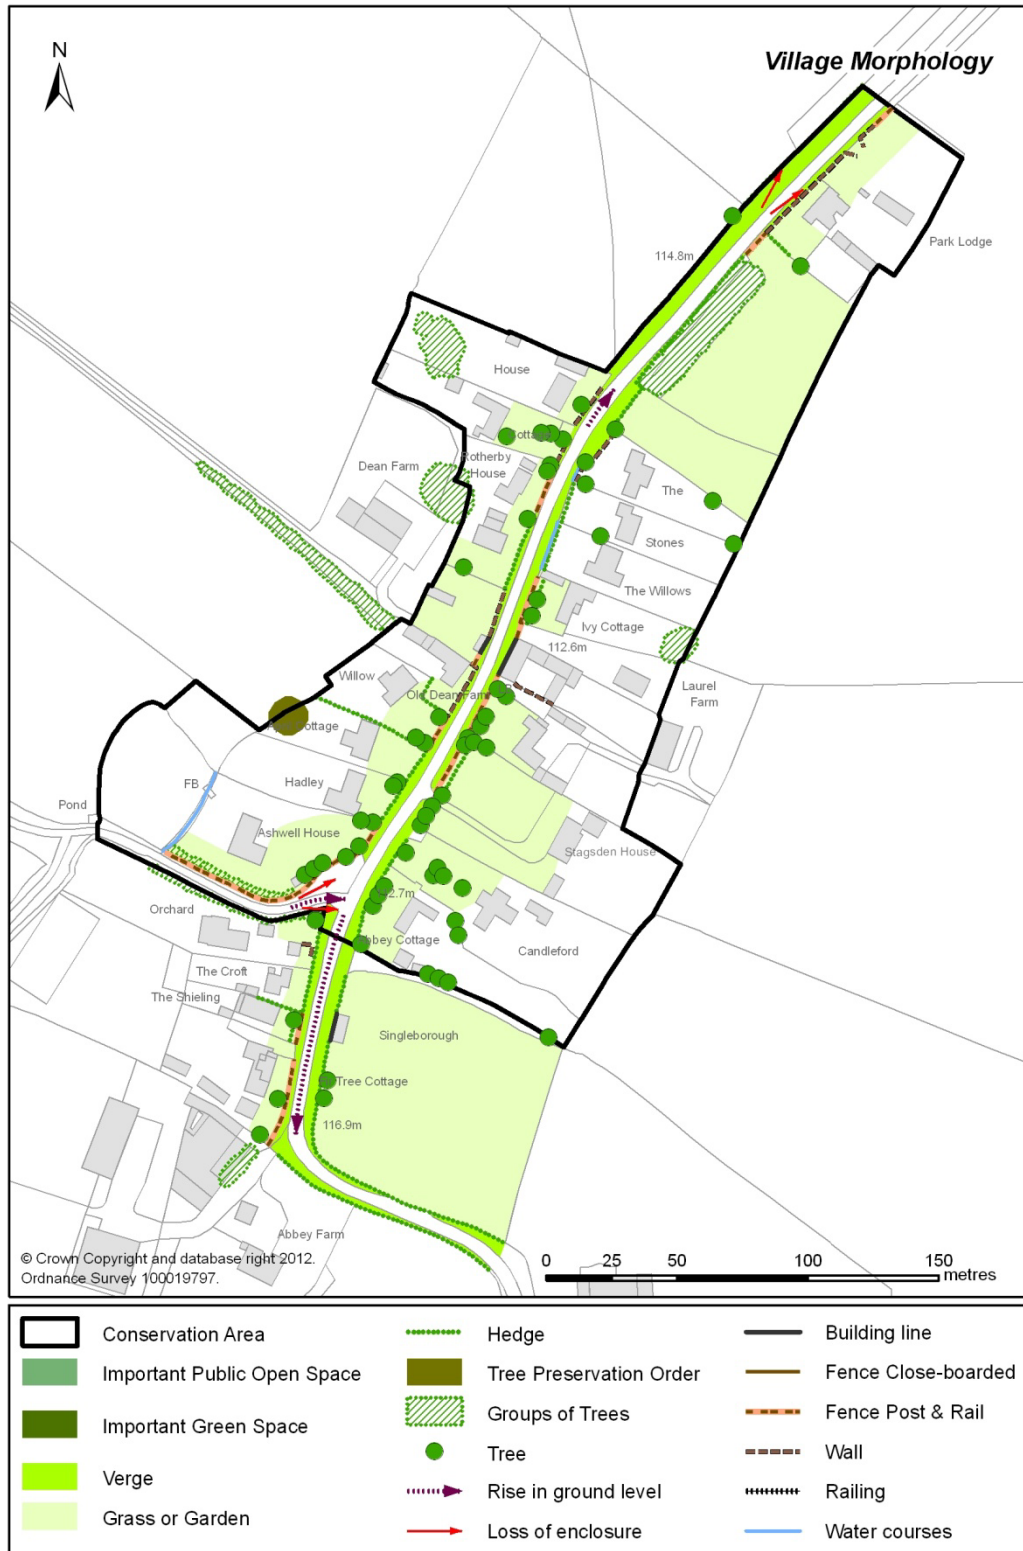 N
Village Morphology
Park Lodge
114.8m
House
Rotherby
House
Dean Farm
The
Stones
The Willows
Ivy Cottage
112.6m
Willow
Old Dean Farm
Laurel
Farm
Hadley
FB
Pond
Ashwell House
Stagsden House
Orchard
Abbey Cottage
Candleford
The Croft
The Shieling
Singleborough
Tree Cottage
116.9m
Abbey Farm
© Crown Copyright and database right 2012.
Ordnance Survey 100019797.
0 25 50 100 150
metres
Conservation Area
Important Public Open Space
Important Green Space
Verge
Grass or Garden
Hedge
Tree Preservation Order
Groups of Trees
Tree
Rise in ground level
Loss of enclosure
Building line
Fence Close-boarded
Fence Post & Rail
Wall
Railing
Water courses